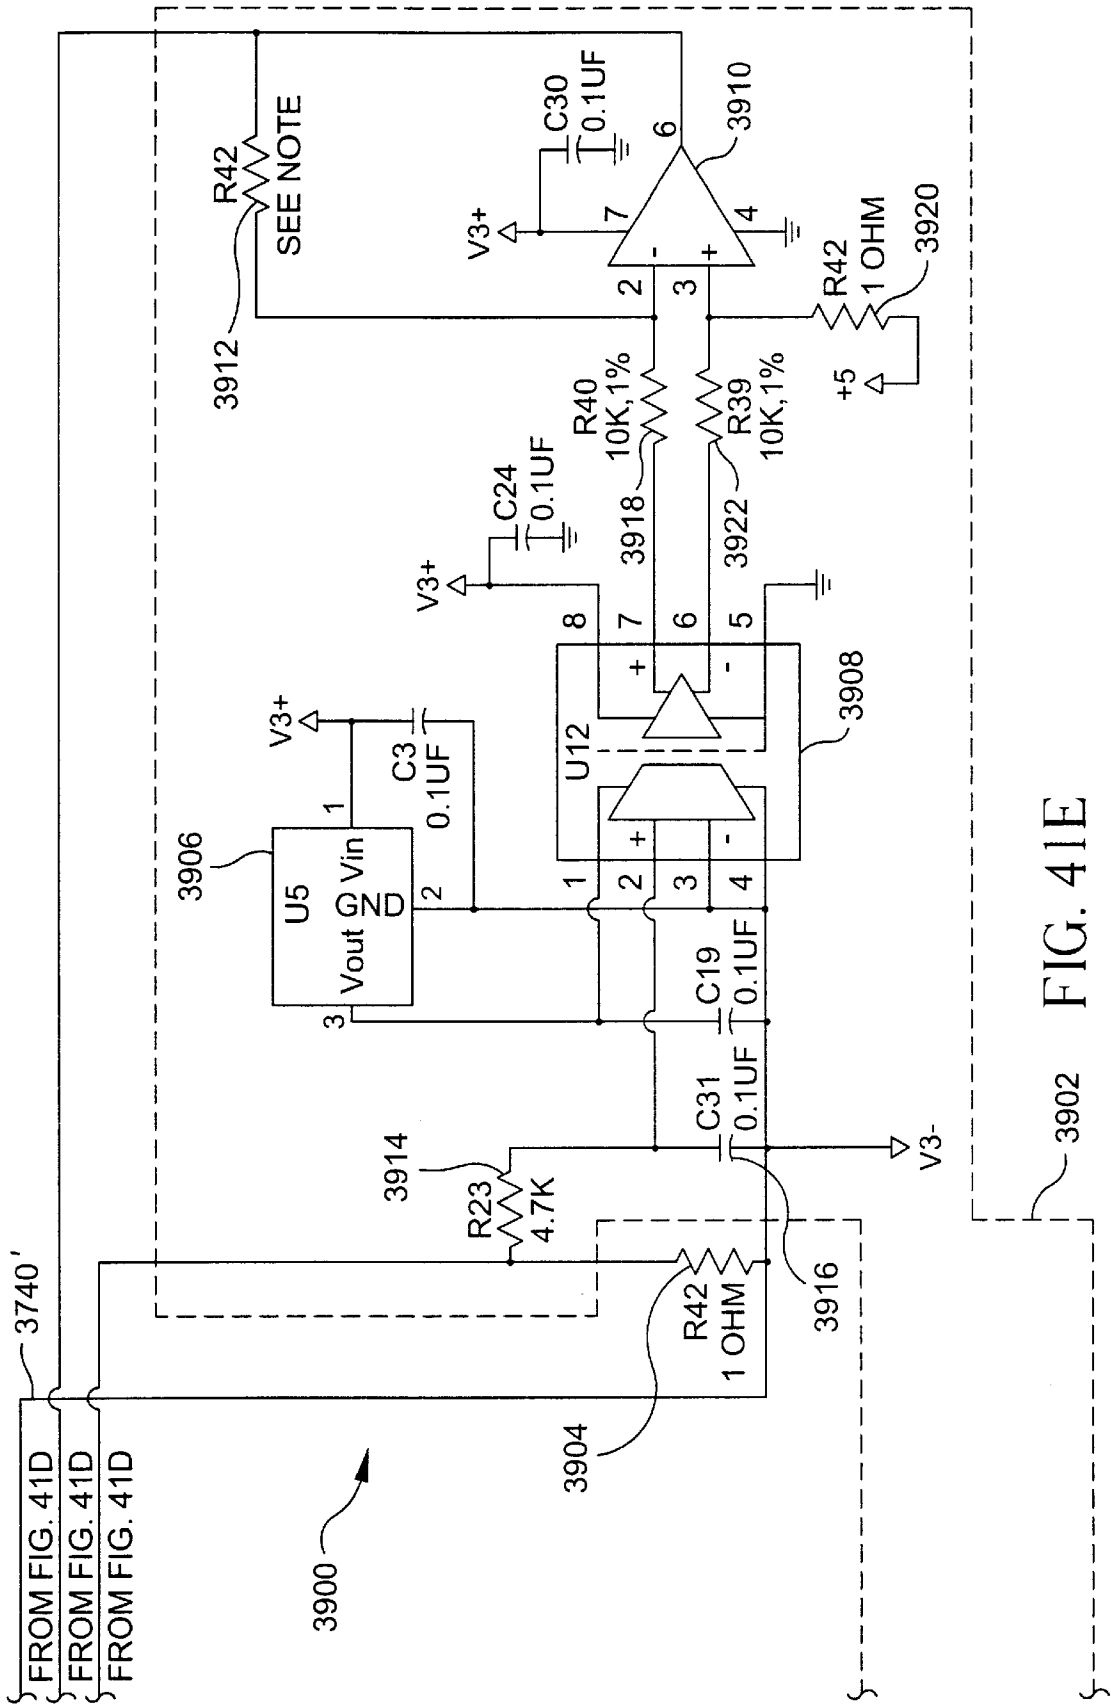 FROM FIG. 41D
FROM FIG. 41D
FROM FIG. 41D
3740'
3900
3904
R42
1 OHM
3916
R23
4.7K
3914
C31
0.1UF
V3-
C19
0.1UF
3906
U5
Vout
GND
Vin
3
2
1
V3+
C3
0.1UF
U12
1
2
3
4
+
-
+
-
8
7
6
5
3908
V3+
C24
0.1UF
3918
R40
10K,1%
3922
R39
10K,1%
3912
R42
SEE NOTE
V3+
C30
0.1UF
2
3
-
+
7
4
6
3910
R42
1 OHM
3920
+5
3902
FIG. 41E